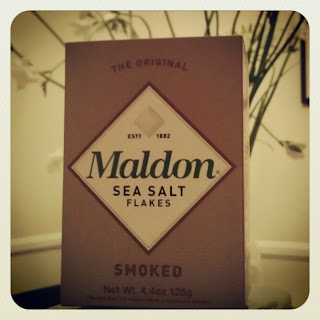 THE ORIGINAL
ESTD 1882
Maldon®
SEA SALT
FLAKES
SMOKED
Net Wt. 4.4oz 125g